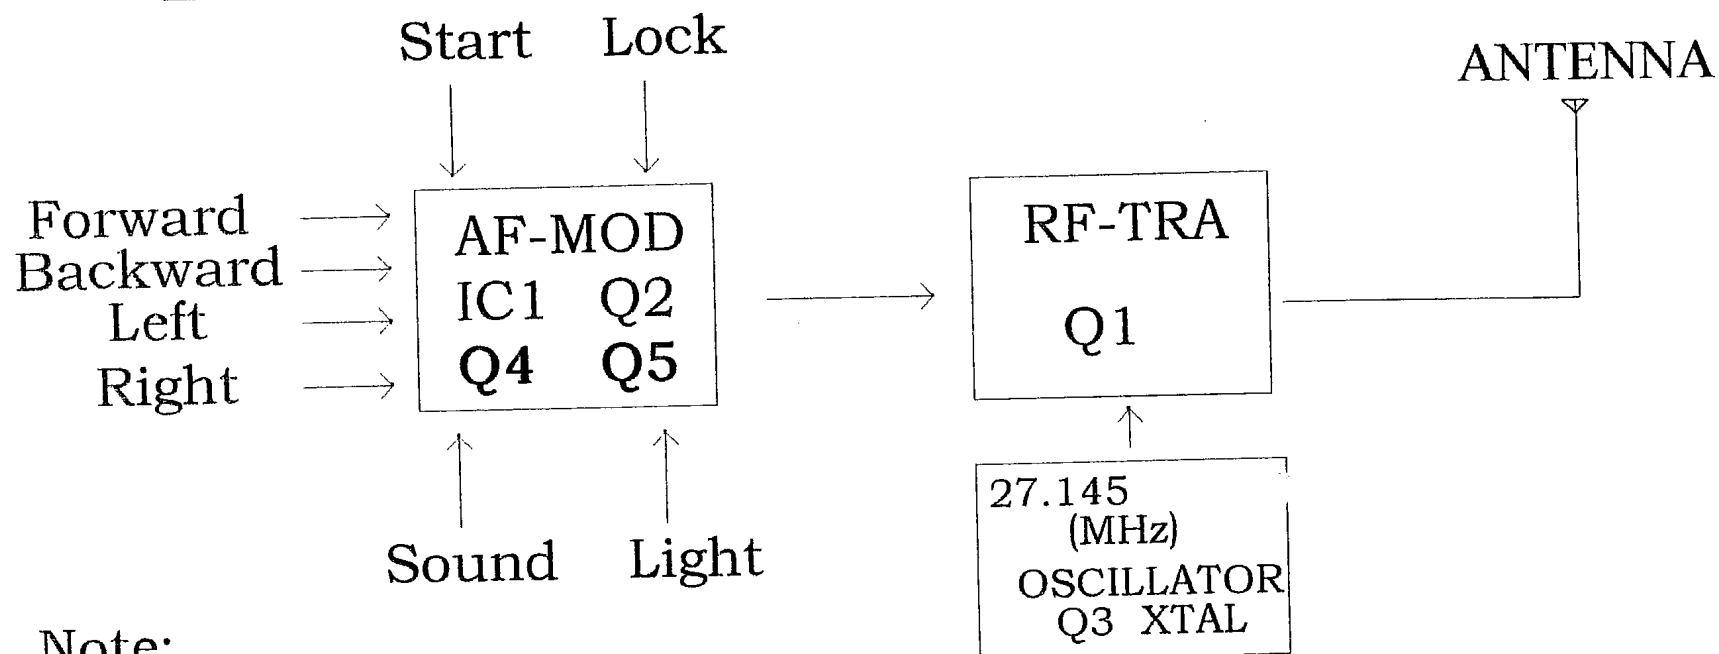 Start Lock
ANTENNA
Forward
Backward
Left
Right
AF-MOD
IC1 Q2
Q4 Q5
RF-TRA
Q1
27.145
(MHz)
OSCILLATOR
Q3 XTAL
Sound Light
Note: